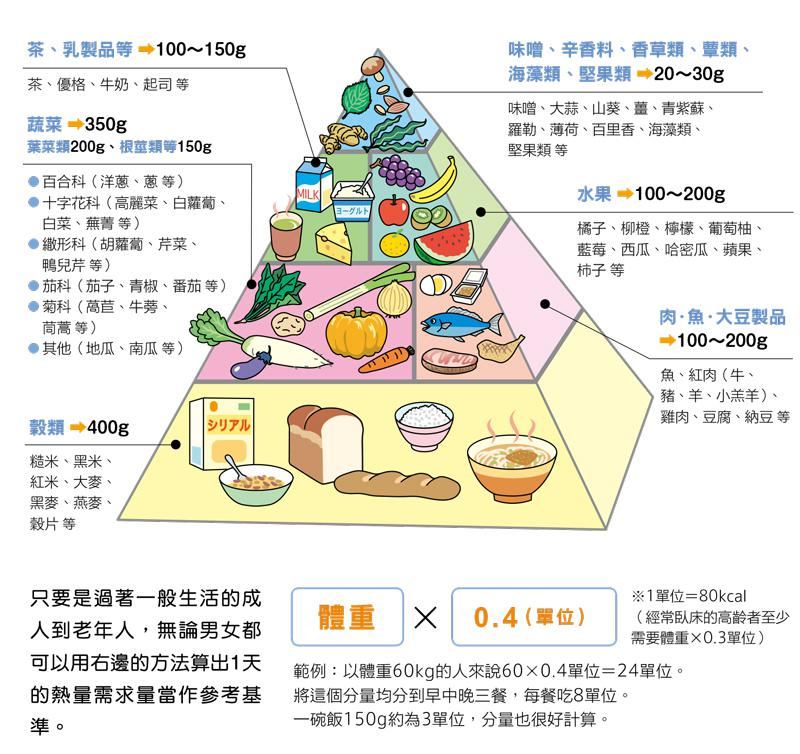 茶、乳製品等 ➡100～150g
茶、優格、牛奶、起司 等
蔬菜 ➡350g
葉菜類200g、根莖類等150g
百合科（洋蔥、蔥 等）
十字花科（高麗菜、白蘿蔔、
白菜、蕪菁 等）
繖形科（胡蘿蔔、芹菜、
鴨兒芹 等）
茄科（茄子、青椒、番茄 等）
菊科（萵苣、牛蒡、
茼蒿 等）
其他（地瓜、南瓜 等）
穀類 ➡400g
糙米、黑米、
紅米、大麥、
黑麥、燕麥、
穀片 等
味噌、辛香料、香草類、蕈類、
海藻類、堅果類 ➡20～30g
味噌、大蒜、山葵、薑、青紫蘇、
羅勒、薄荷、百里香、海藻類、
堅果類 等
水果 ➡100～200g
橘子、柳橙、檸檬、葡萄柚、
藍莓、西瓜、哈密瓜、蘋果、
柿子 等
肉·魚·大豆製品
➡100～200g
魚、紅肉（牛、
豬、羊、小羔羊）、
雞肉、豆腐、納豆 等
MILK
ヨーグルト
シリアル
只要是過著一般生活的成
人到老年人，無論男女都
可以用右邊的方法算出1天
的熱量需求量當作參考基
準。
體重 × 0.4（單位）
※1單位＝80kcal
（經常臥床的高齡者至少
需要體重×0.3單位）
範例：以體重60kg的人來說60×0.4單位＝24單位。
將這個分量均分到早中晚三餐，每餐吃8單位。
一碗飯150g約為3單位，分量也很好計算。